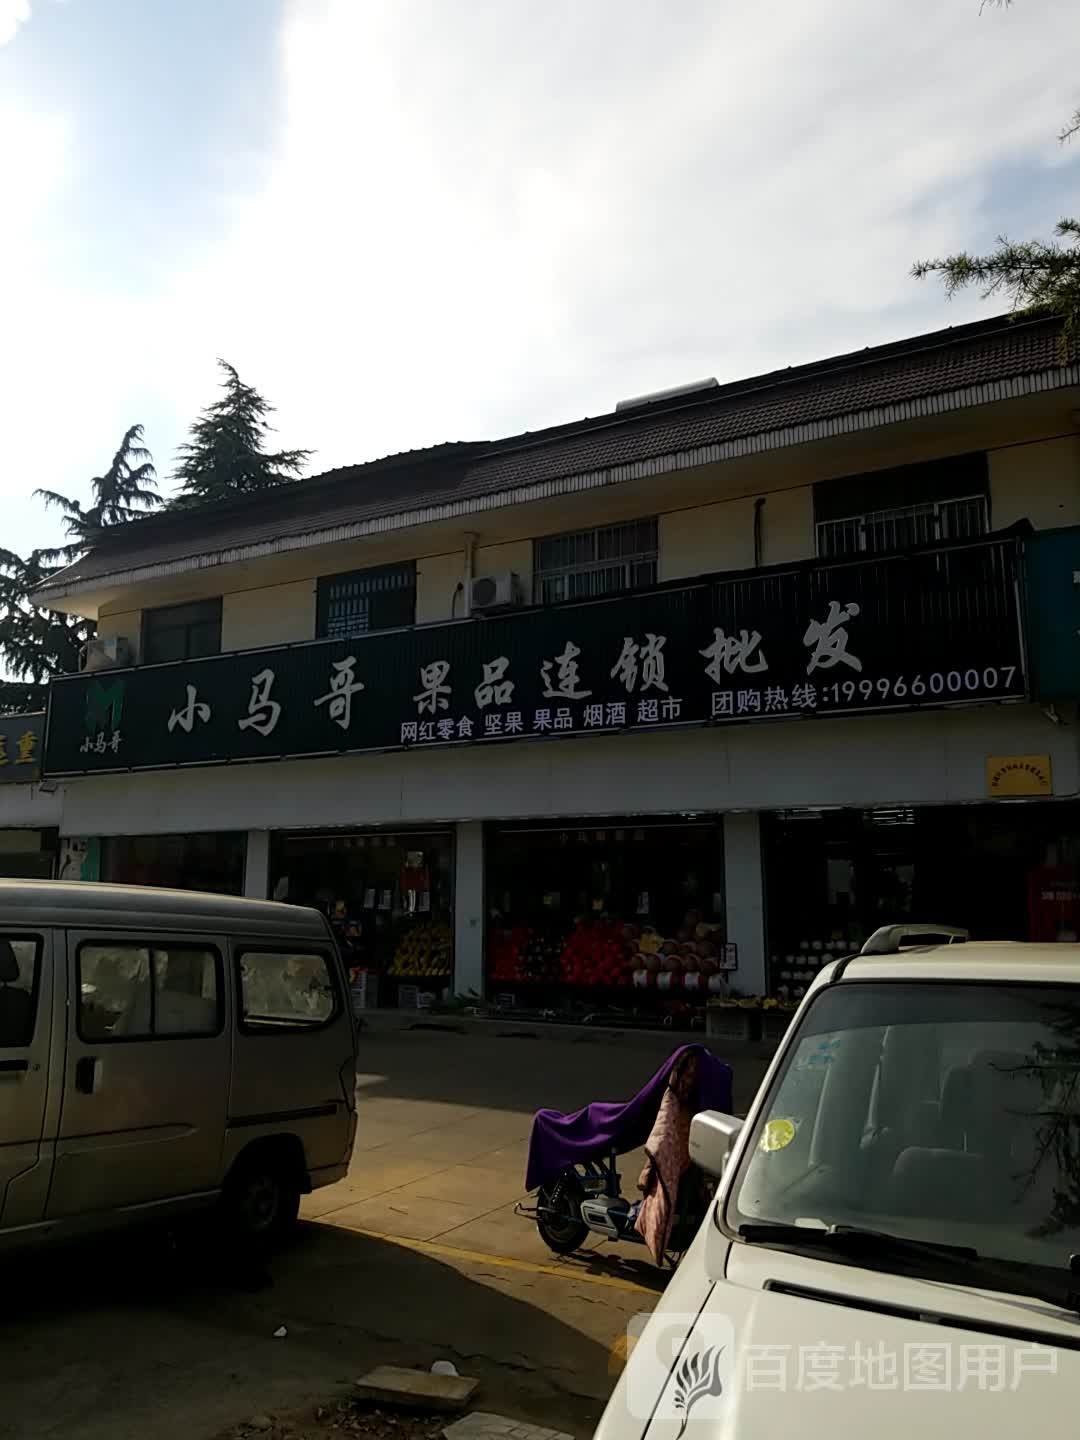 小马哥 果品连锁批发
小马哥
网红零食 坚果 果品 烟酒 超市 团购热线:19996600007
重
百度地图用户